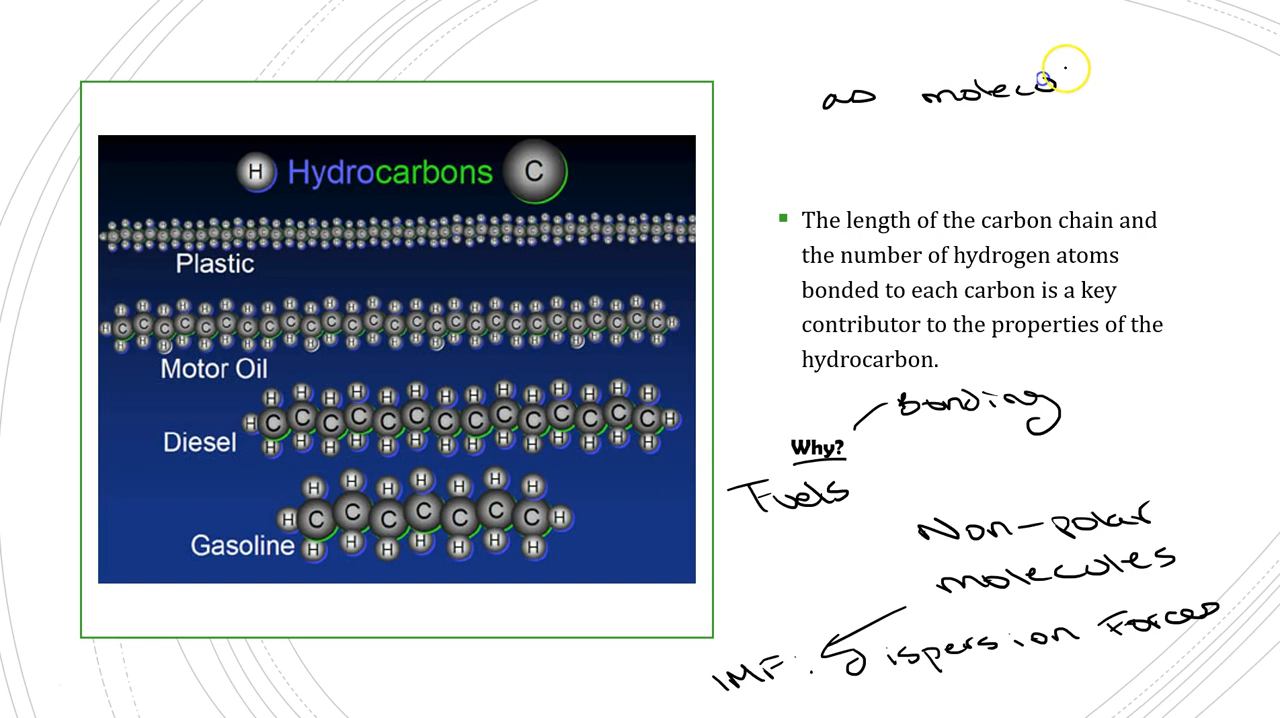 as molec
H Hydrocarbons C
Plastic
Motor Oil
Diesel
Gasoline
The length of the carbon chain and
the number of hydrogen atoms
bonded to each carbon is a key
contributor to the properties of the
hydrocarbon.
Bonding
Why?
Fuels
Non-polar
molecules
IMF: Dispersion Forces